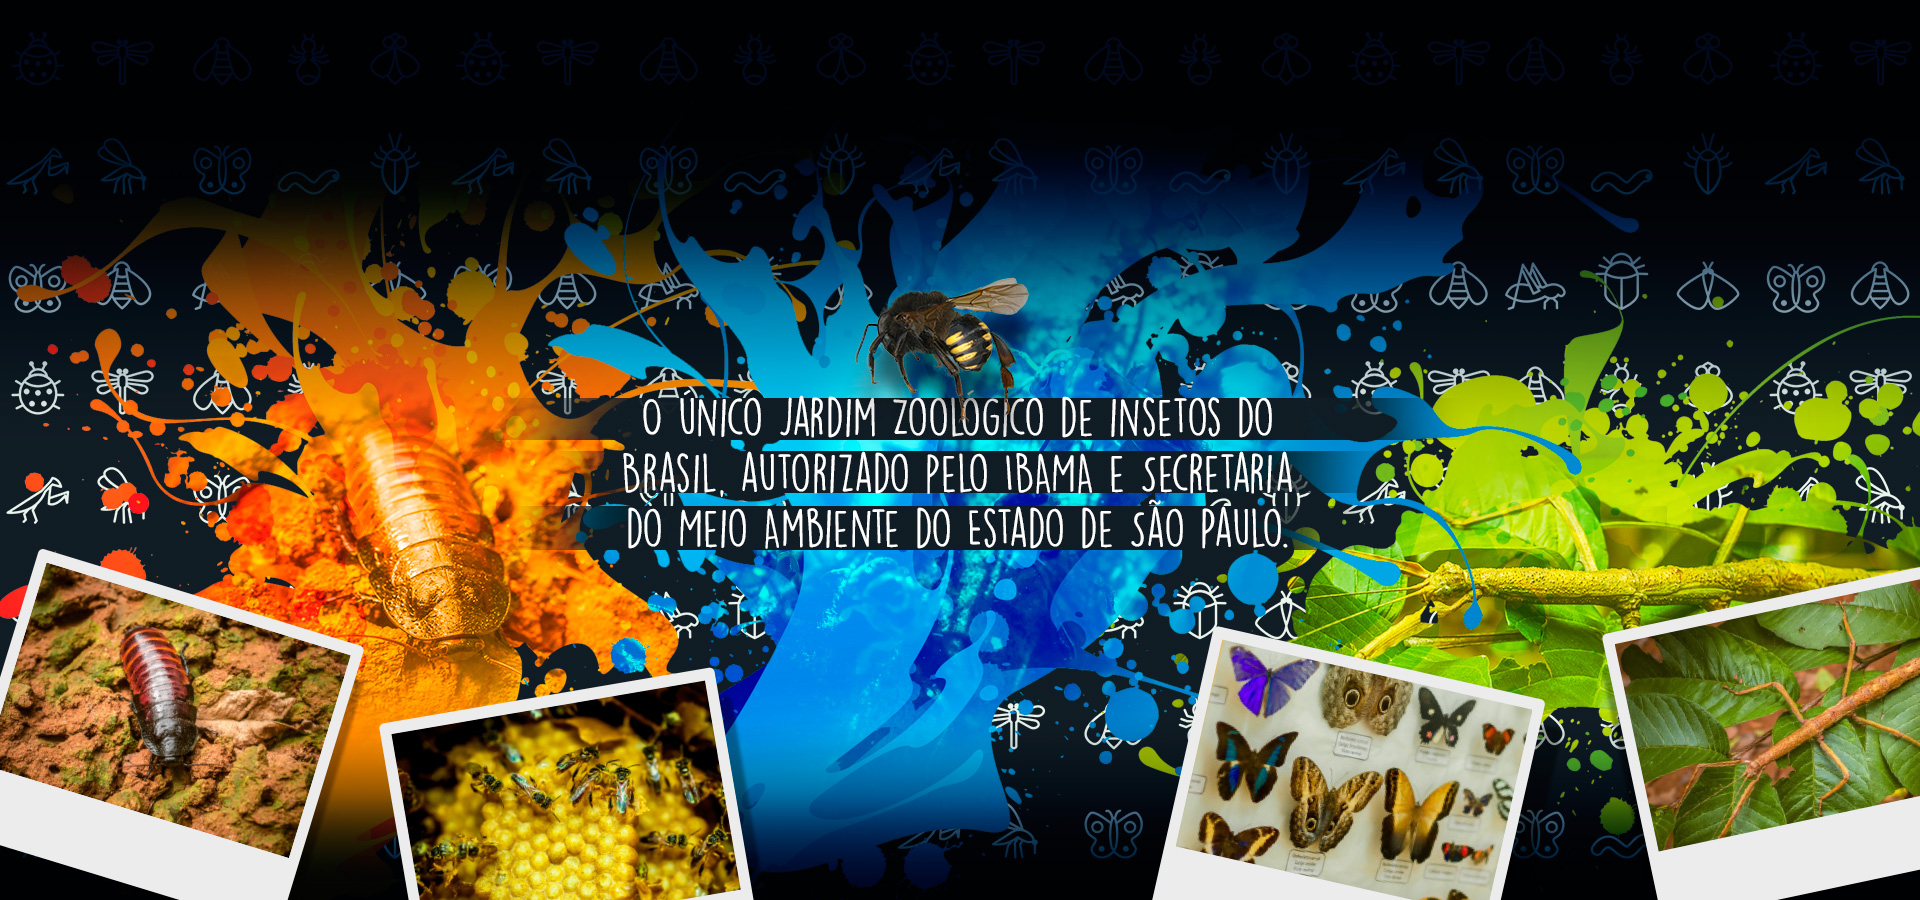 O ÚNICO JARDIM ZOOLÓGICO DE INSETOS DO
BRASIL, AUTORIZADO PELO IBAMA E SECRETARIA
DO MEIO AMBIENTE DO ESTADO DE SÃO PAULO.